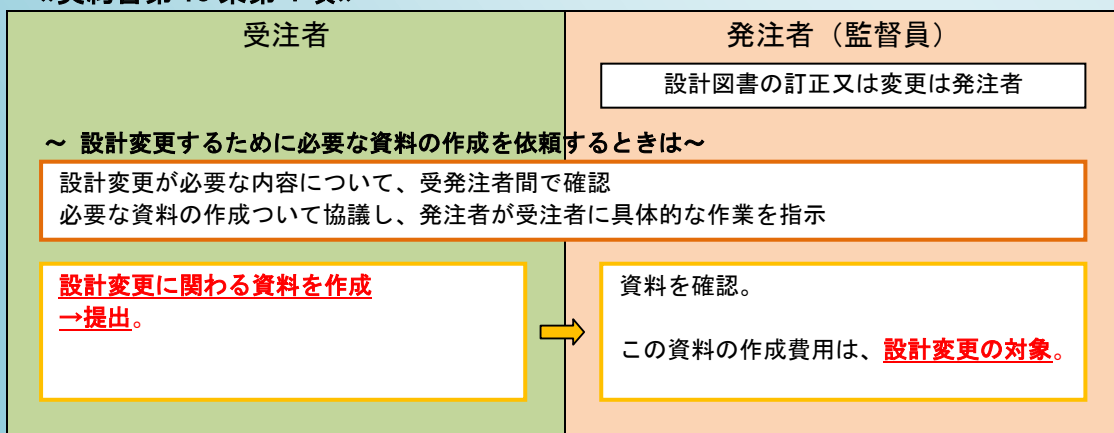 受注者
発注者（監督員）
設計図書の訂正又は変更は発注者
～ 設計変更するために必要な資料の作成を依頼するときは～
設計変更が必要な内容について、受発注者間で確認
必要な資料の作成ついて協議し、発注者が受注者に具体的な作業を指示
設計変更に関わる資料を作成
→提出。
資料を確認。
この資料の作成費用は、設計変更の対象。